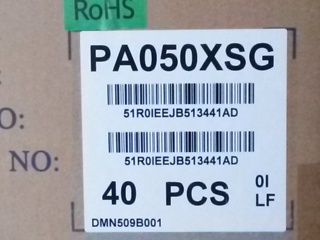 RoHS
PA050XSG
51R0IEEJB513441AD
O:
51R0IEEJB513441AD
NO:
40 PCS 0I LF
DMN509B001